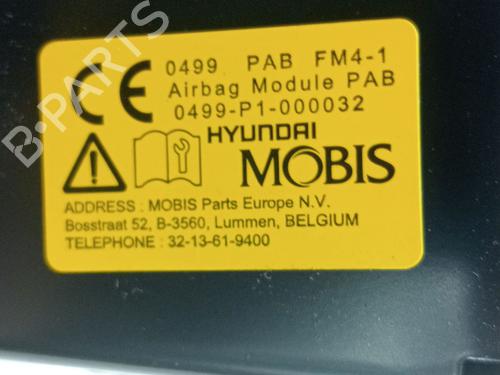 B-PARTS
CE 0499 PAB FM4-1
Airbag Module PAB
0499-P1-000032
HYUNDAI
MOBIS
ADDRESS : MOBIS Parts Europe N.V.
Bosstraat 52, B-3560, Lummen, BELGIUM
TELEPHONE : 32-13-61-9400